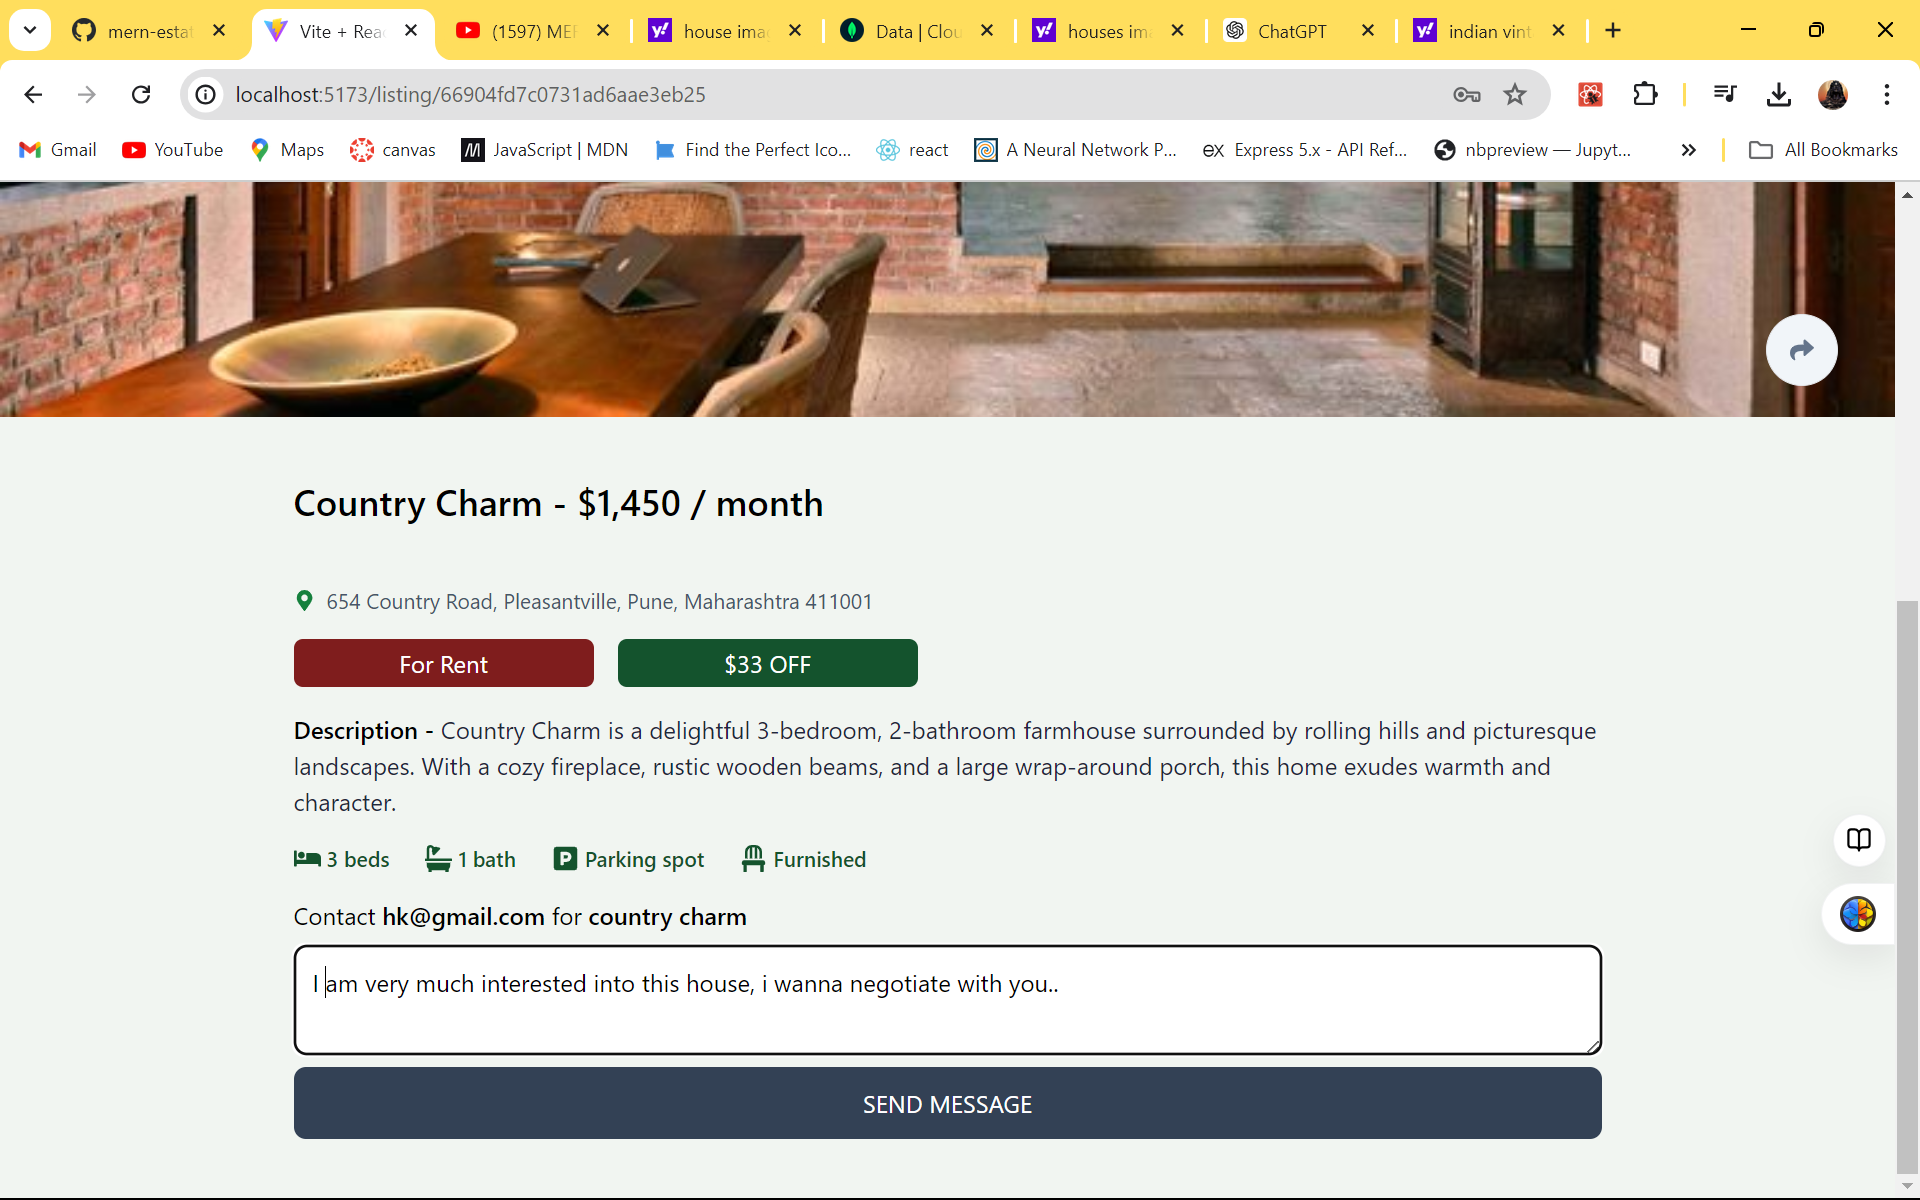 mern-esta
Vite + Rea
(1597) MER
house ima
Data | Clou
houses im
ChatGPT
indian vint
localhost:5173/listing/66904fd7c0731ad6aae3eb25
Gmail
YouTube
Maps
canvas
JavaScript | MDN
Find the Perfect Ico...
react
A Neural Network P...
ex Express 5.x - API Ref...
nbpreview — Jupyt...
All Bookmarks
Country Charm - $1,450 / month
654 Country Road, Pleasantville, Pune, Maharashtra 411001
For Rent
$33 OFF
Description - Country Charm is a delightful 3-bedroom, 2-bathroom farmhouse surrounded by rolling hills and picturesque
landscapes. With a cozy fireplace, rustic wooden beams, and a large wrap-around porch, this home exudes warmth and
character.
3 beds
1 bath
P Parking spot
Furnished
Contact hk@gmail.com for country charm
I am very much interested into this house, i wanna negotiate with you..
SEND MESSAGE